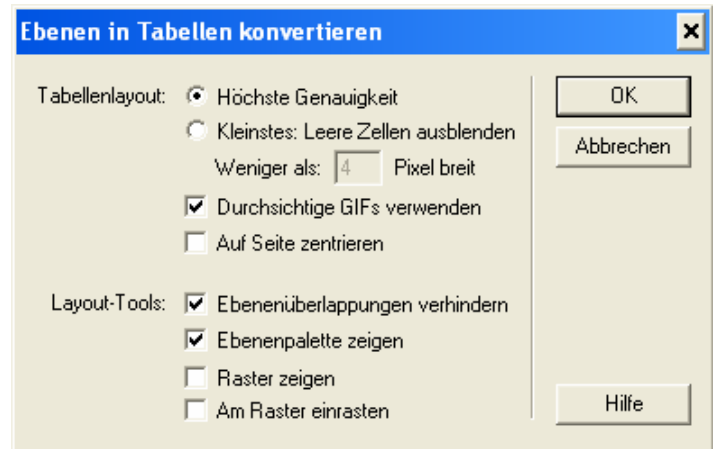 Ebenen in Tabellen konvertieren
Tabellenlayout: Höchste Genauigkeit
OK
Kleinstes: Leere Zellen ausblenden
Abbrechen
Weniger als: 4 Pixel breit
Durchsichtige GIFs verwenden
Auf Seite zentrieren
Layout-Tools: Ebenenüberlappungen verhindern
Ebenenpalette zeigen
Raster zeigen
Am Raster einrasten
Hilfe